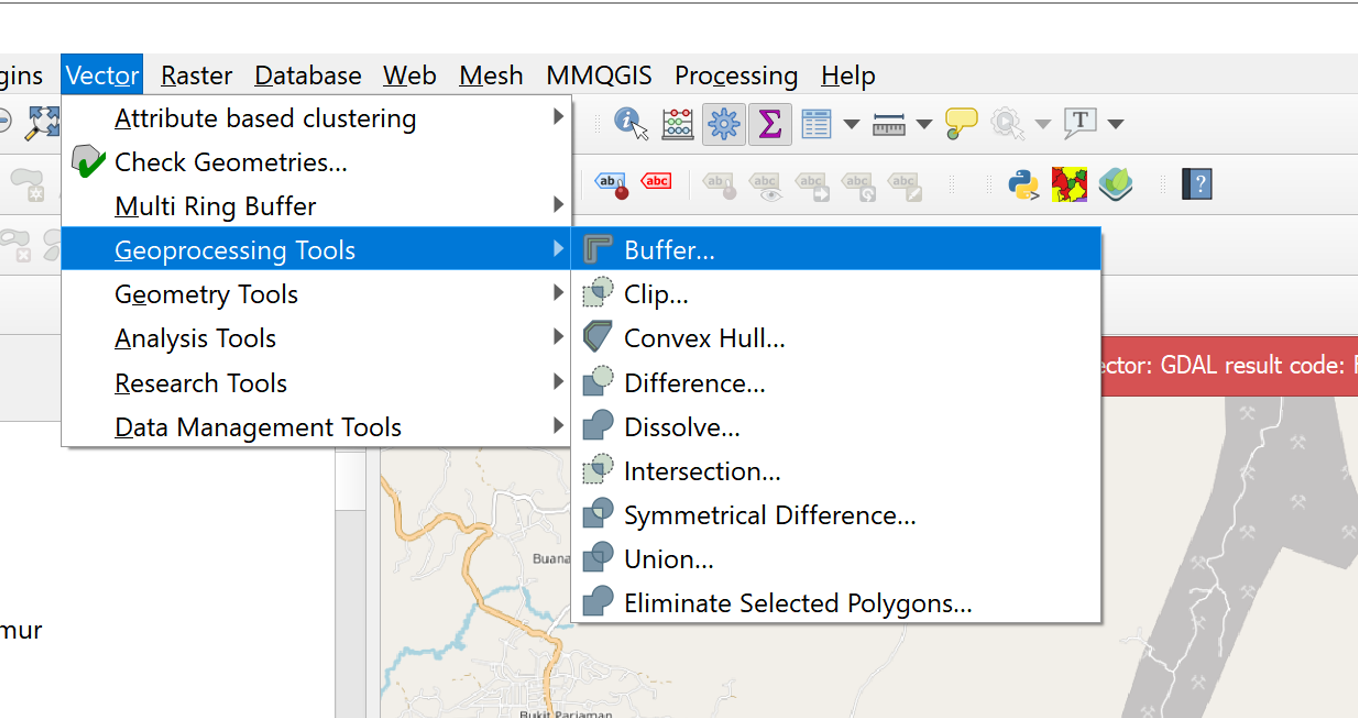 gins Vector Raster Database Web Mesh MMQGIS Processing Help
Attribute based clustering
Check Geometries...
Multi Ring Buffer
Geoprocessing Tools
Geometry Tools
Analysis Tools
Research Tools
Data Management Tools
Buffer...
Clip...
Convex Hull...
Difference...
Dissolve...
Intersection...
Symmetrical Difference...
Union...
Eliminate Selected Polygons...
T
ab abc ab abc abc abc abc ?
ector: GDAL result code:
Buana
mur
Bukit Pariaman